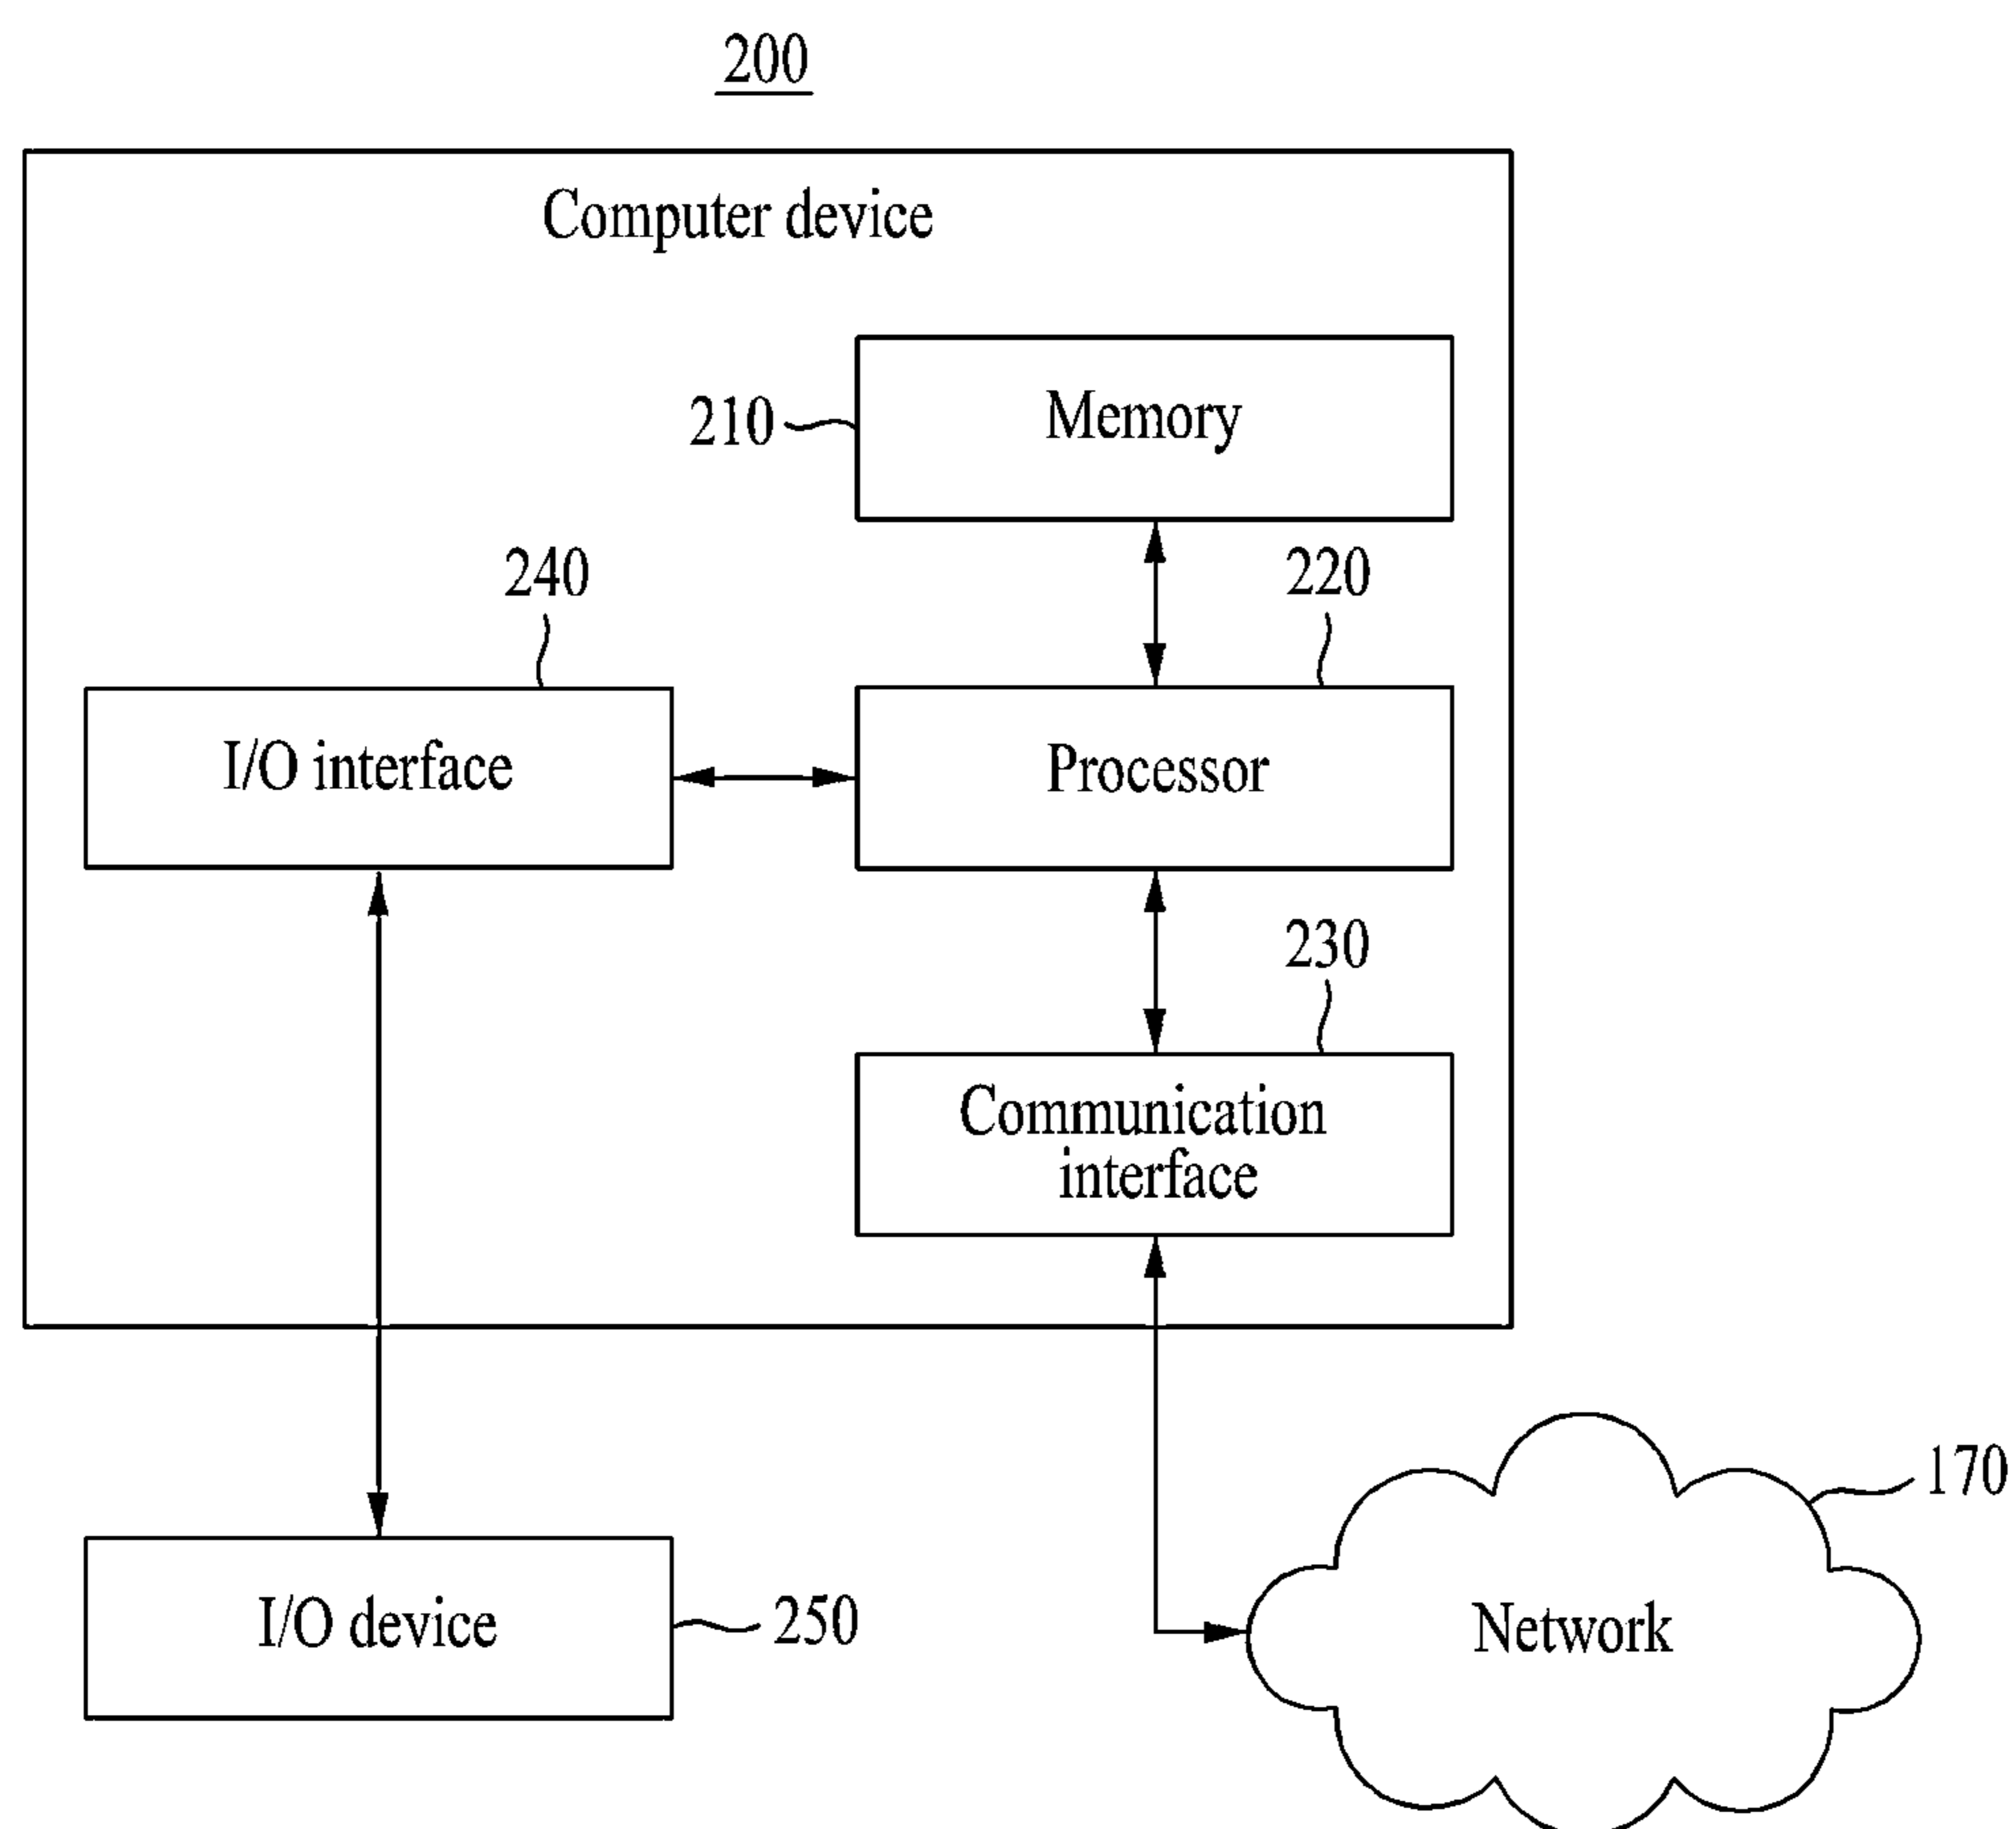 200
Computer device
210
Memory
240
220
I/O interface
Processor
230
Communication
interface
170
I/O device
250
Network